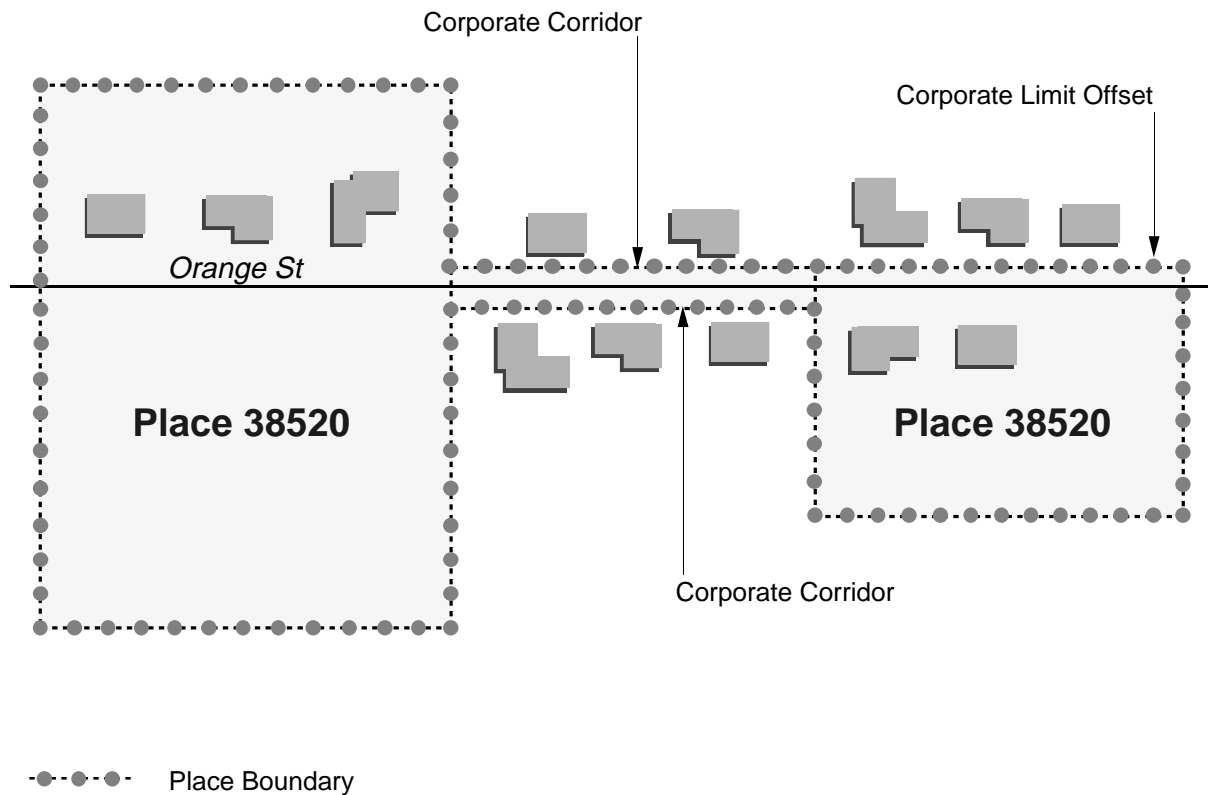 Corporate Corridor
Corporate Limit Offset
Orange St
Place 38520
Place 38520
Corporate Corridor
Place Boundary